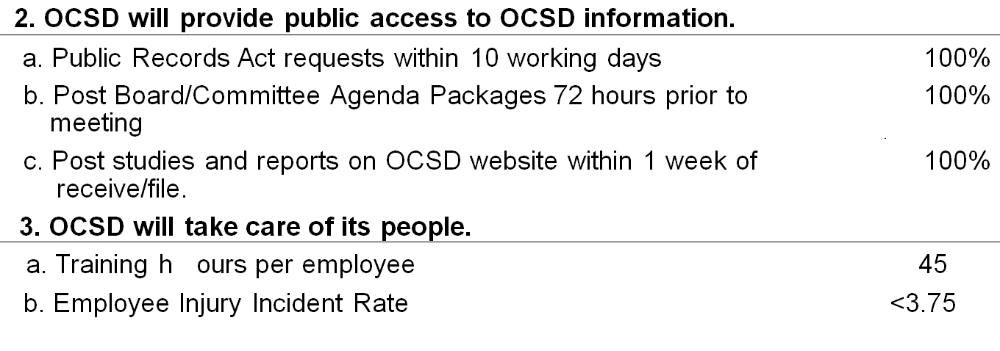 2. OCSD will provide public access to OCSD information.
a. Public Records Act requests within 10 working days 100%
b. Post Board/Committee Agenda Packages 72 hours prior to 100%
meeting
c. Post studies and reports on OCSD website within 1 week of 100%
receive/file.
3. OCSD will take care of its people.
a. Training h ours per employee 45
b. Employee Injury Incident Rate <3.75